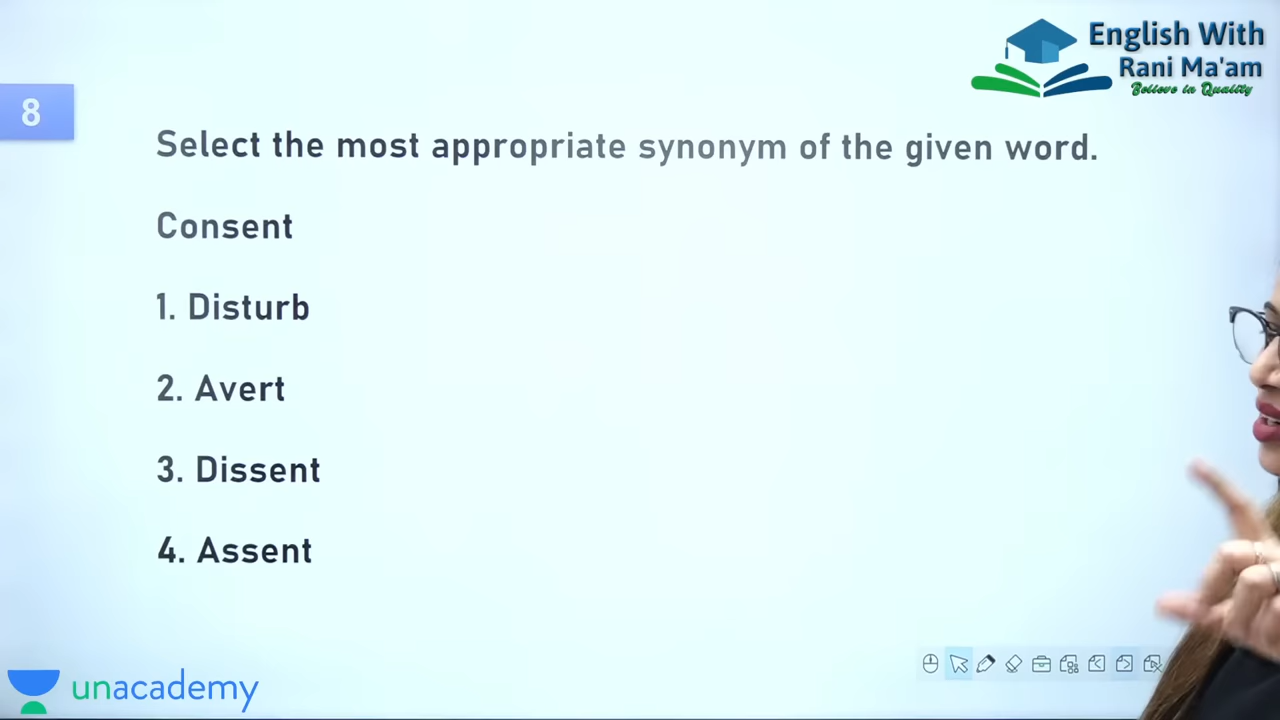 English With
Rani Ma'am
Believe in Quality
8
Select the most appropriate synonym of the given word.
Consent
1. Disturb
2. Avert
3. Dissent
4. Assent
unacademy